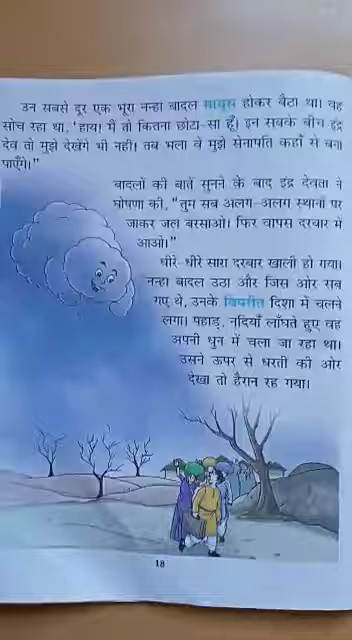 उन सबसे दूर एक भूरा नन्हा बादल मायूस होकर बैठा था। वह
सोच रहा था, 'हाय! मैं तो कितना छोटा-सा हूँ। इन सबके बीच इंद्र
देव तो मुझे देखेंगे भी नहीं। तब भला वे मुझे सेनापति कहाँ से बना
पाएँगे।"
बादलों की बातें सुनने के बाद इंद्र देवता ने
घोषणा की, "तुम सब अलग-अलग स्थानों पर
जाकर जल बरसाओ। फिर वापस दरबार में
आओ।"
धीरे-धीरे सारा दरबार खाली हो गया।
नन्हा बादल उठा और जिस ओर सब
गए थे, उनके विपरीत दिशा में चलने
लगा। पहाड़, नदियाँ लाँघते हुए वह
अपनी धुन में चला जा रहा था।
उसने ऊपर से धरती की ओर
देखा तो हैरान रह गया।
18